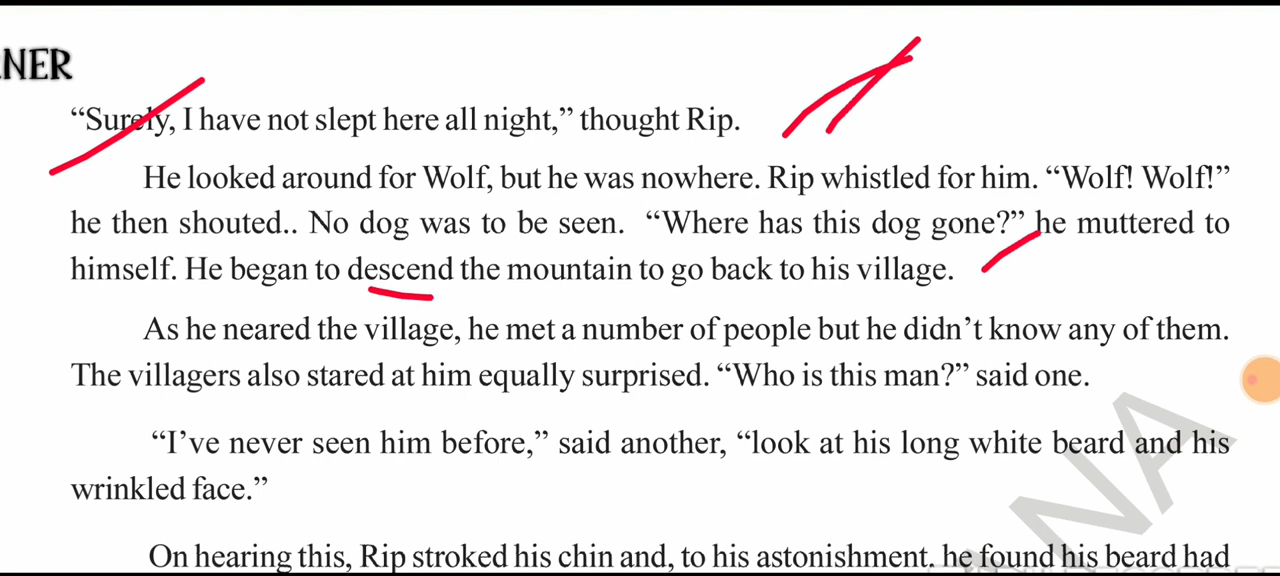 NER
“Surely, I have not slept here all night,” thought Rip.
He looked around for Wolf, but he was nowhere. Rip whistled for him. “Wolf! Wolf!”
he then shouted.. No dog was to be seen. “Where has this dog gone?” he muttered to
himself. He began to descend the mountain to go back to his village.
As he neared the village, he met a number of people but he didn’t know any of them.
The villagers also stared at him equally surprised. “Who is this man?” said one.
“I’ve never seen him before,” said another, “look at his long white beard and his
wrinkled face.”
On hearing this, Rip stroked his chin and, to his astonishment, he found his beard had
NA